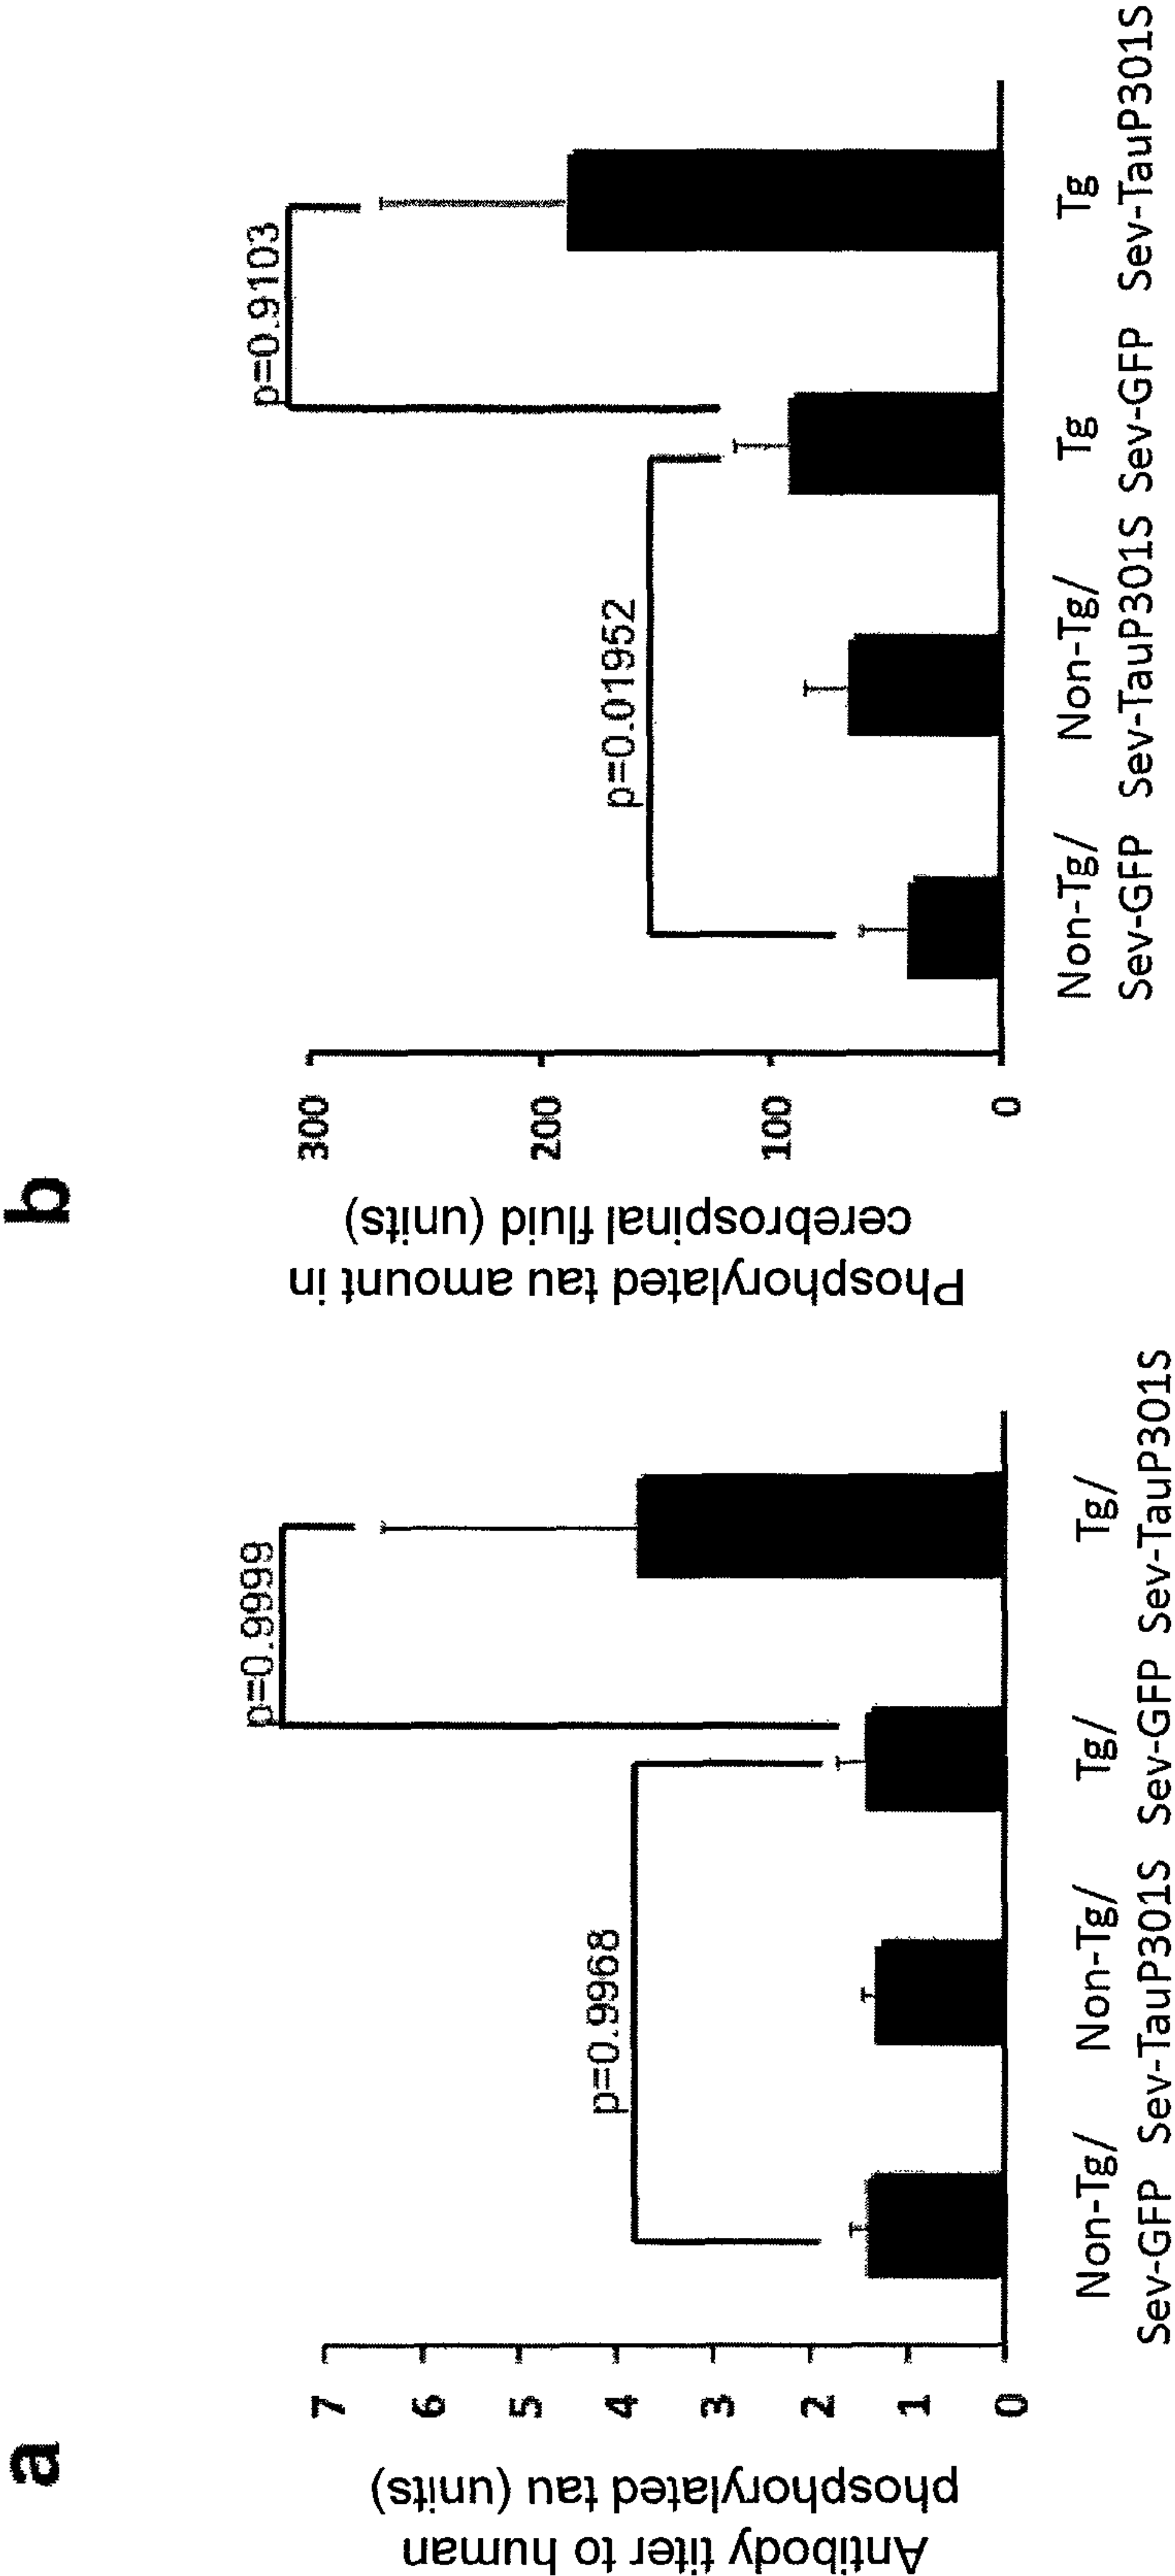 a
Antibody titer to human
phosphorylated tau (units)
7
6
5
4
3
2
1
0
p=0.9968
p=0.9999
Non-Tg/ Non-Tg/ Tg/ Tg/
Sev-GFP Sev-TauP301S Sev-GFP Sev-TauP301S
b
Phosphorylated tau amount in
cerebrospinal fluid (units)
300
200
100
0
p=0.01952
p=0.9103
Non-Tg/ Non-Tg/ Tg Tg
Sev-GFP Sev-TauP301S Sev-GFP Sev-TauP301S